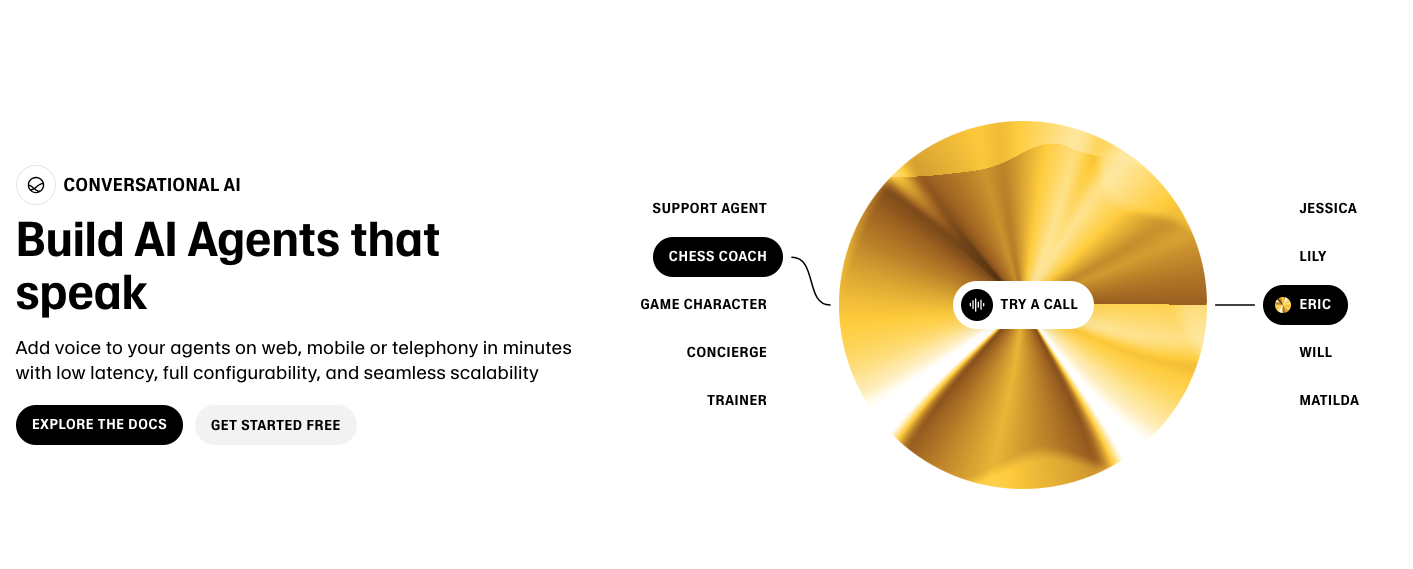 CONVERSATIONAL AI
Build AI Agents that
speak
Add voice to your agents on web, mobile or telephony in minutes
with low latency, full configurability, and seamless scalability
EXPLORE THE DOCS
GET STARTED FREE
SUPPORT AGENT
CHESS COACH
GAME CHARACTER
CONCIERGE
TRAINER
TRY A CALL
JESSICA
LILY
ERIC
WILL
MATILDA